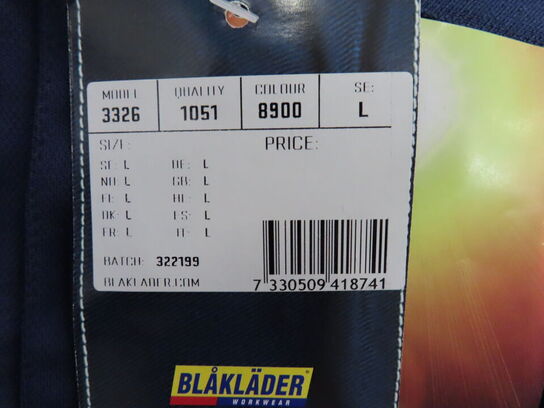 MODEL QUALITY COLOUR SE:
3326 1051 8900 L
SIZE: PRICE:
SE: L DE: L
NO: L GB: L
FI: L NL: L
DK: L ES: L
FR: L IT: L
BATCH: 322199
BLAKLADER.COM
7 330509 418741
BLÅKLÄDER
WORKWEAR